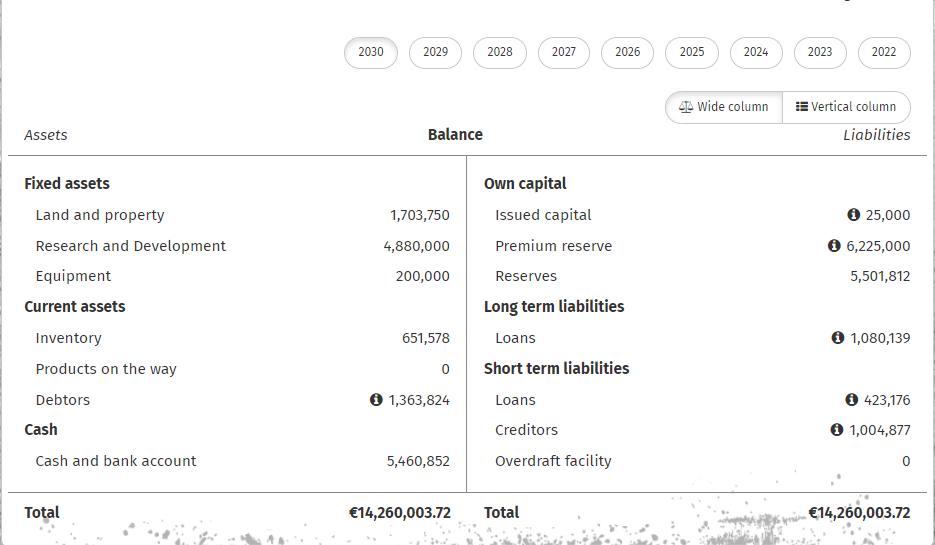 2030 2029 2028 2027 2026 2025 2024 2023 2022
Wide column Vertical column
Assets Balance Liabilities
Fixed assets Own capital
Land and property 1,703,750 Issued capital 25,000
Research and Development 4,880,000 Premium reserve 6,225,000
Equipment 200,000 Reserves 5,501,812
Current assets Long term liabilities
Inventory 651,578 Loans 1,080,139
Products on the way 0 Short term liabilities
Debtors 1,363,824 Loans 423,176
Cash Creditors 1,004,877
Cash and bank account 5,460,852 Overdraft facility 0
Total €14,260,003.72 Total €14,260,003.72